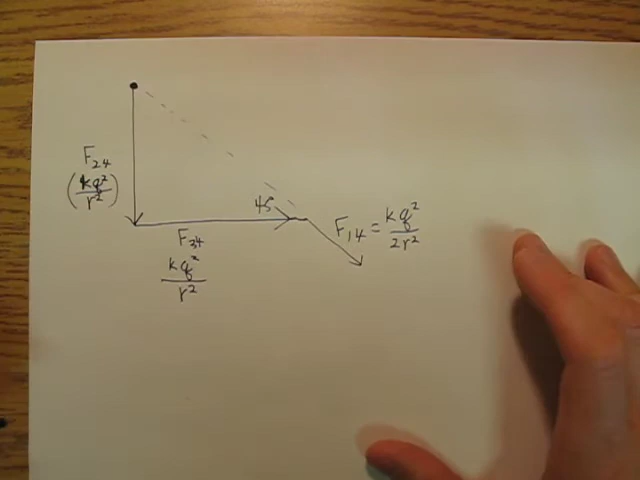 F₂₄
(kq²/r²)
45
F₃₄
kq²/r²
F₁₄ = kq²/2r²